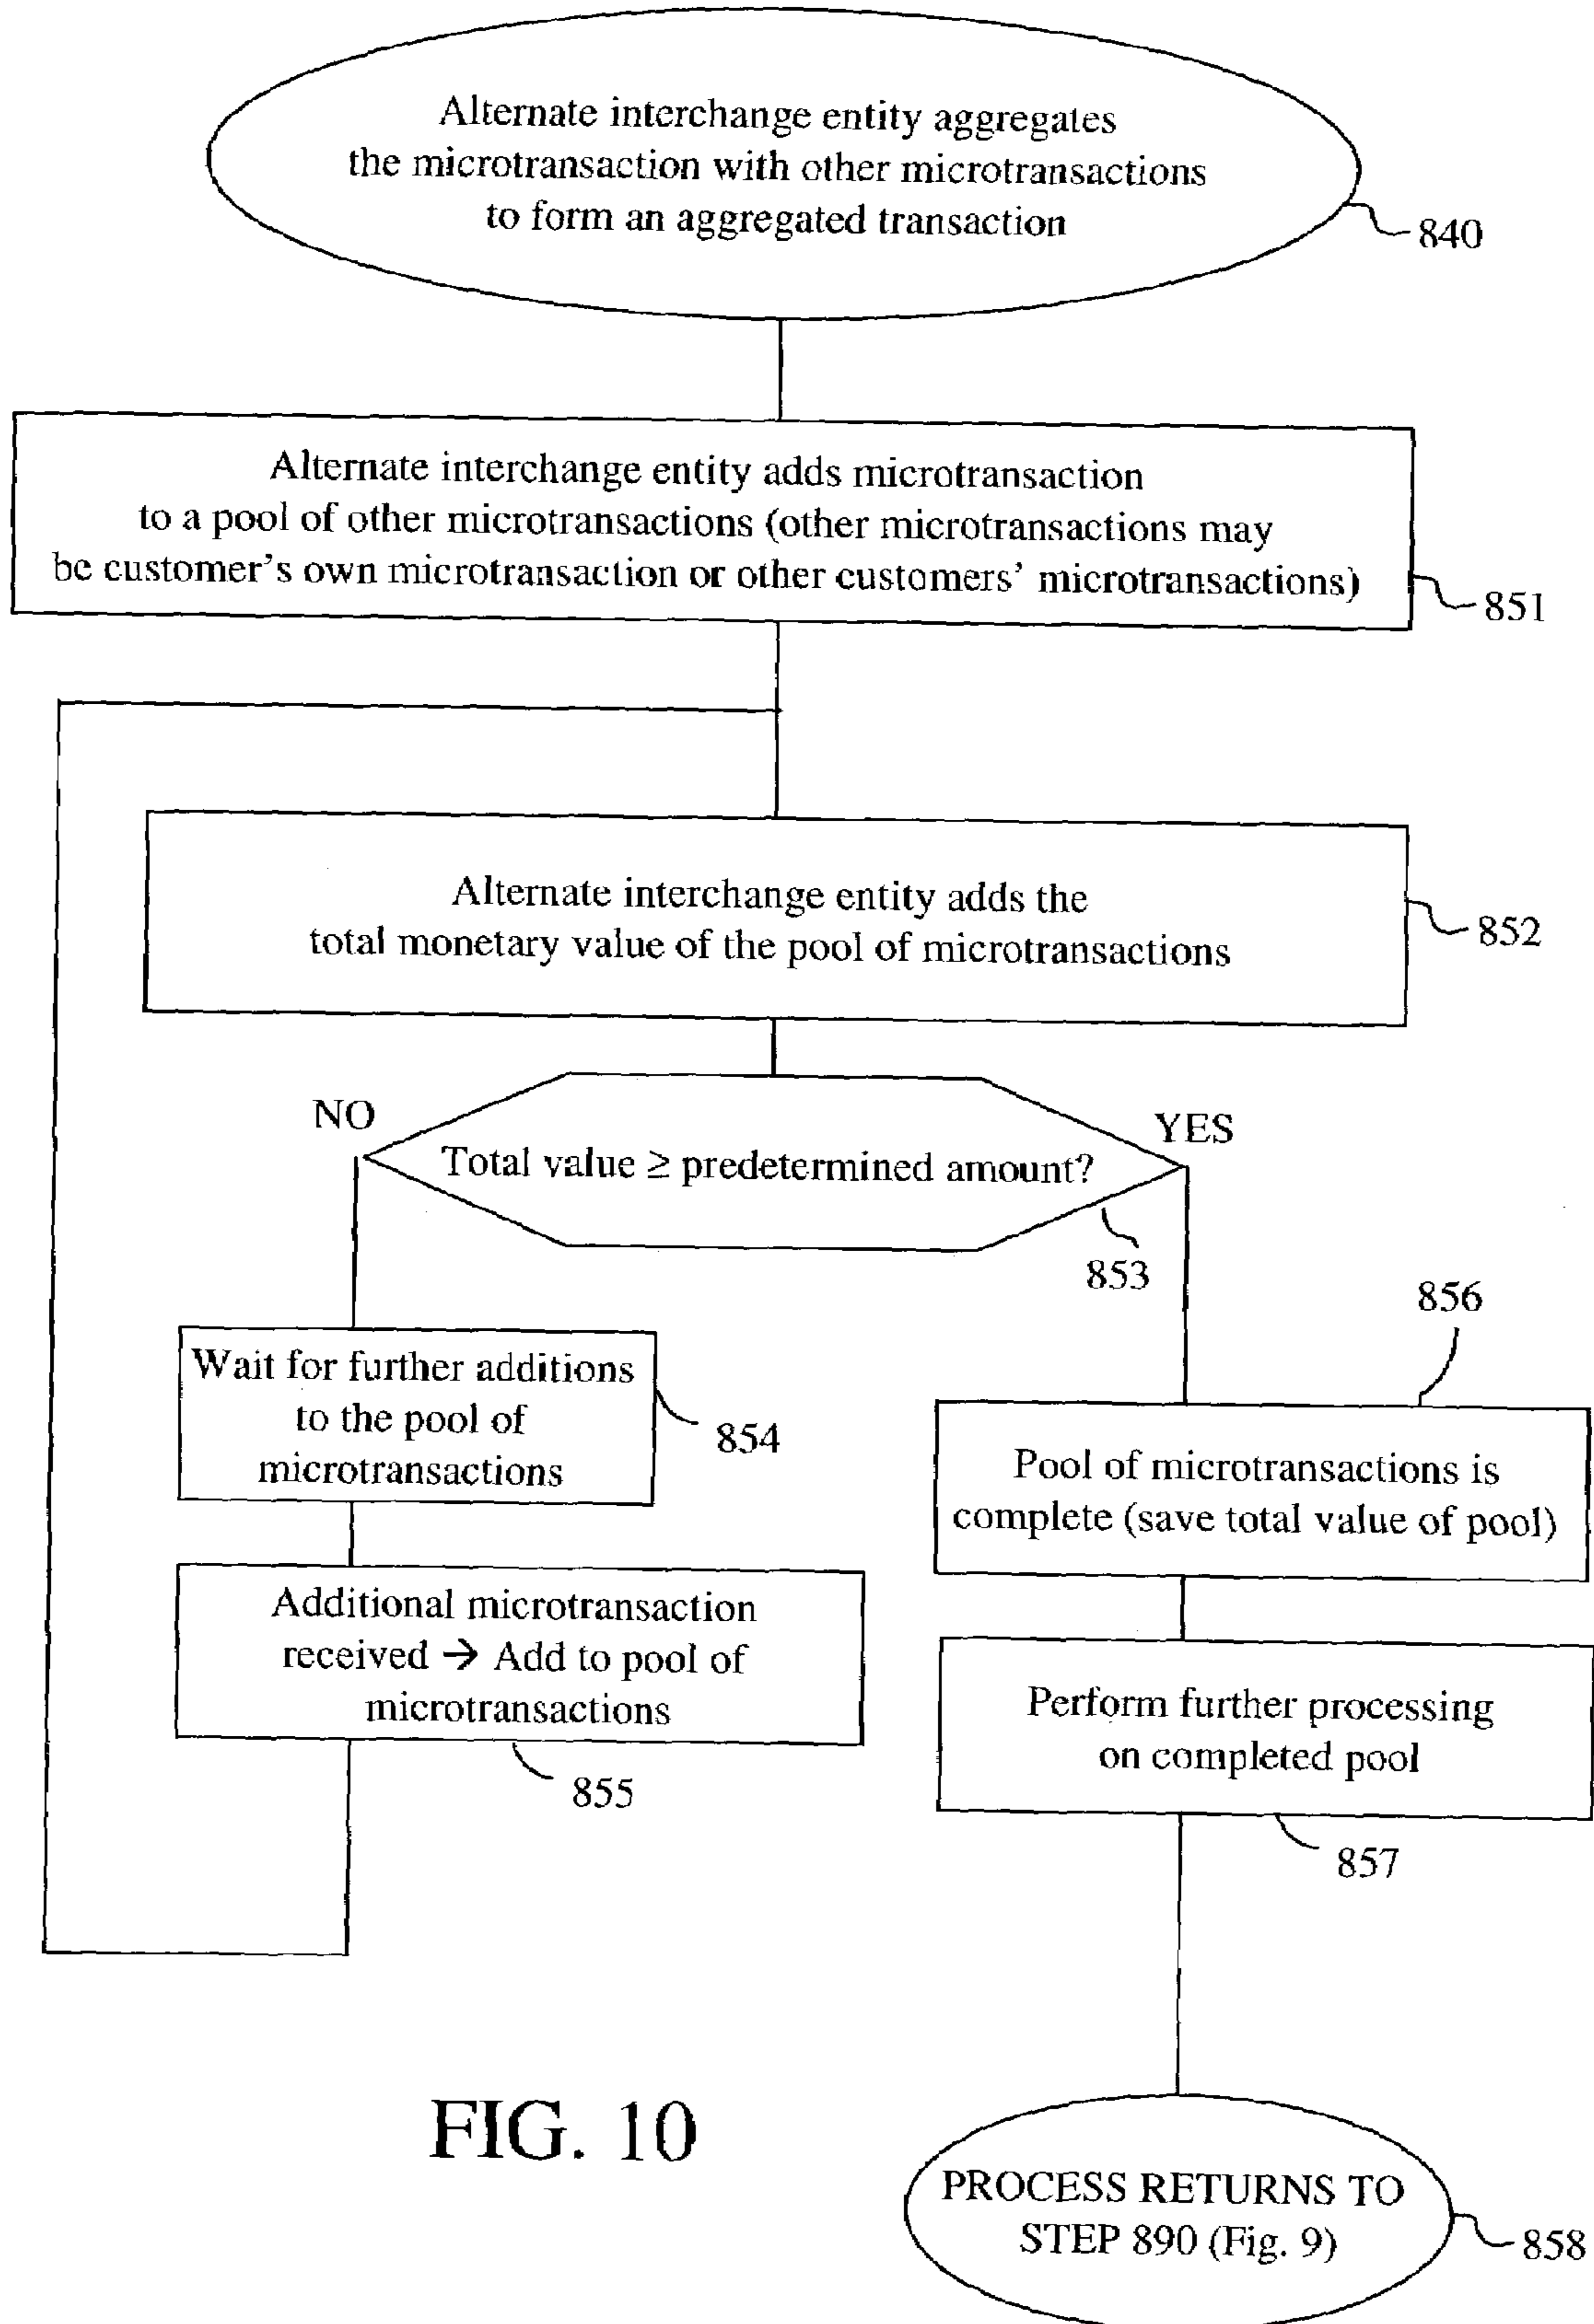 Alternate interchange entity aggregates
the microtransaction with other microtransactions
to form an aggregated transaction
840
Alternate interchange entity adds microtransaction
to a pool of other microtransactions (other microtransactions may
be customer's own microtransaction or other customers' microtransactions)
851
Alternate interchange entity adds the
total monetary value of the pool of microtransactions
852
NO
YES
Total value ≥ predetermined amount?
853
856
Wait for further additions
to the pool of
microtransactions
854
Pool of microtransactions is
complete (save total value of pool)
Additional microtransaction
received → Add to pool of
microtransactions
855
Perform further processing
on completed pool
857
FIG. 10
PROCESS RETURNS TO
STEP 890 (Fig. 9)
858